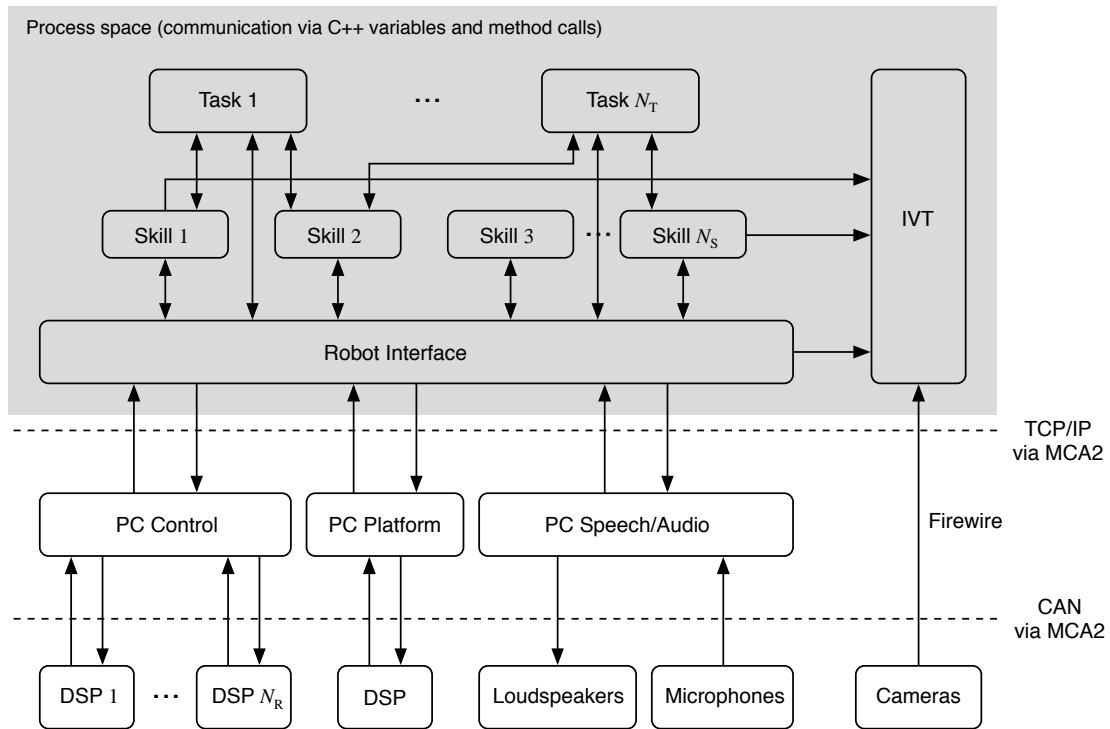 Process space (communication via C++ variables and method calls)
Task 1
...
Task N_T
IVT
Skill 1
Skill 2
Skill 3
...
Skill N_S
Robot Interface
TCP/IP
via MCA2
PC Control
PC Platform
PC Speech/Audio
Firewire
CAN
via MCA2
DSP 1
...
DSP N_R
DSP
Loudspeakers
Microphones
Cameras